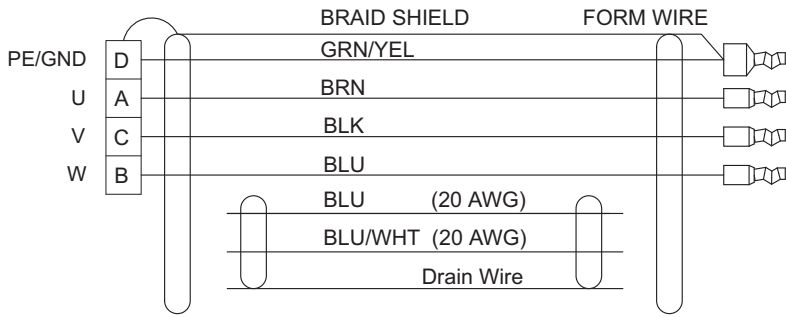 BRAID SHIELD FORM WIRE
PE/GND D GRN/YEL
U A BRN
V C BLK
W B BLU
BLU (20 AWG)
BLU/WHT (20 AWG)
Drain Wire